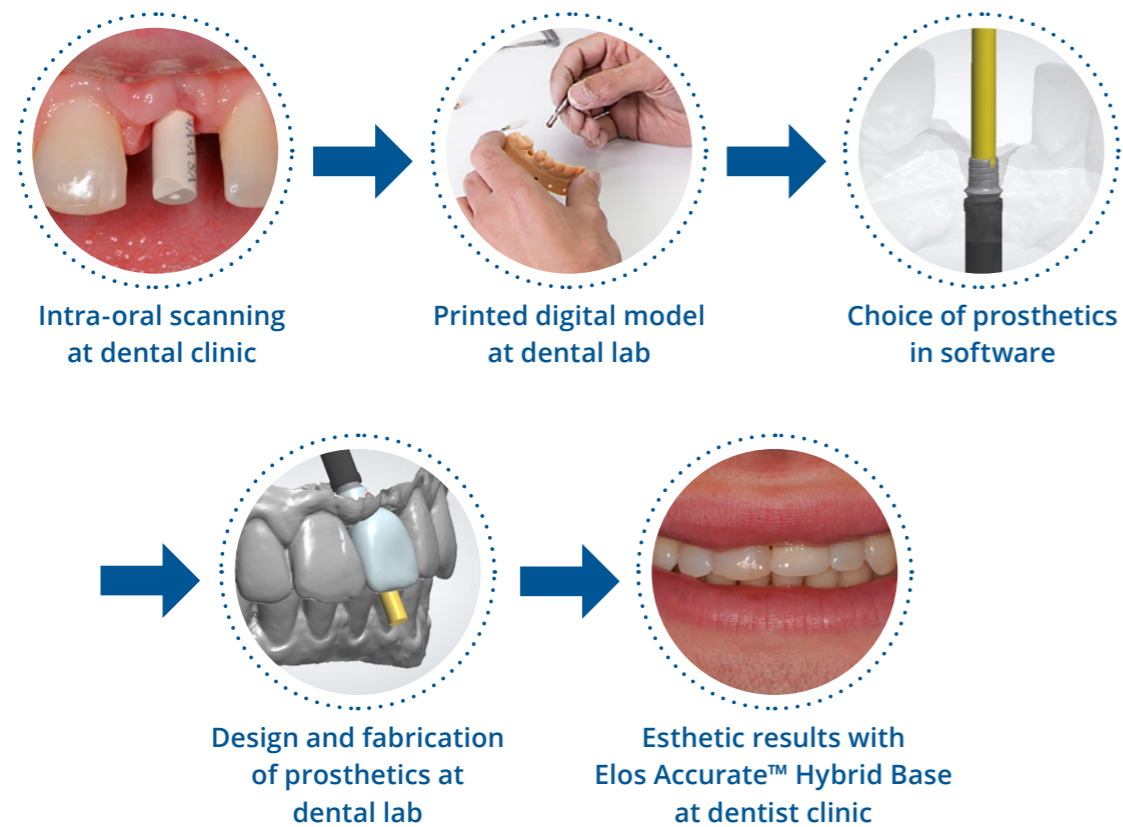 Intra-oral scanning
at dental clinic
Printed digital model
at dental lab
Choice of prosthetics
in software
Design and fabrication
of prosthetics at
dental lab
Esthetic results with
Elos Accurate™ Hybrid Base
at dentist clinic